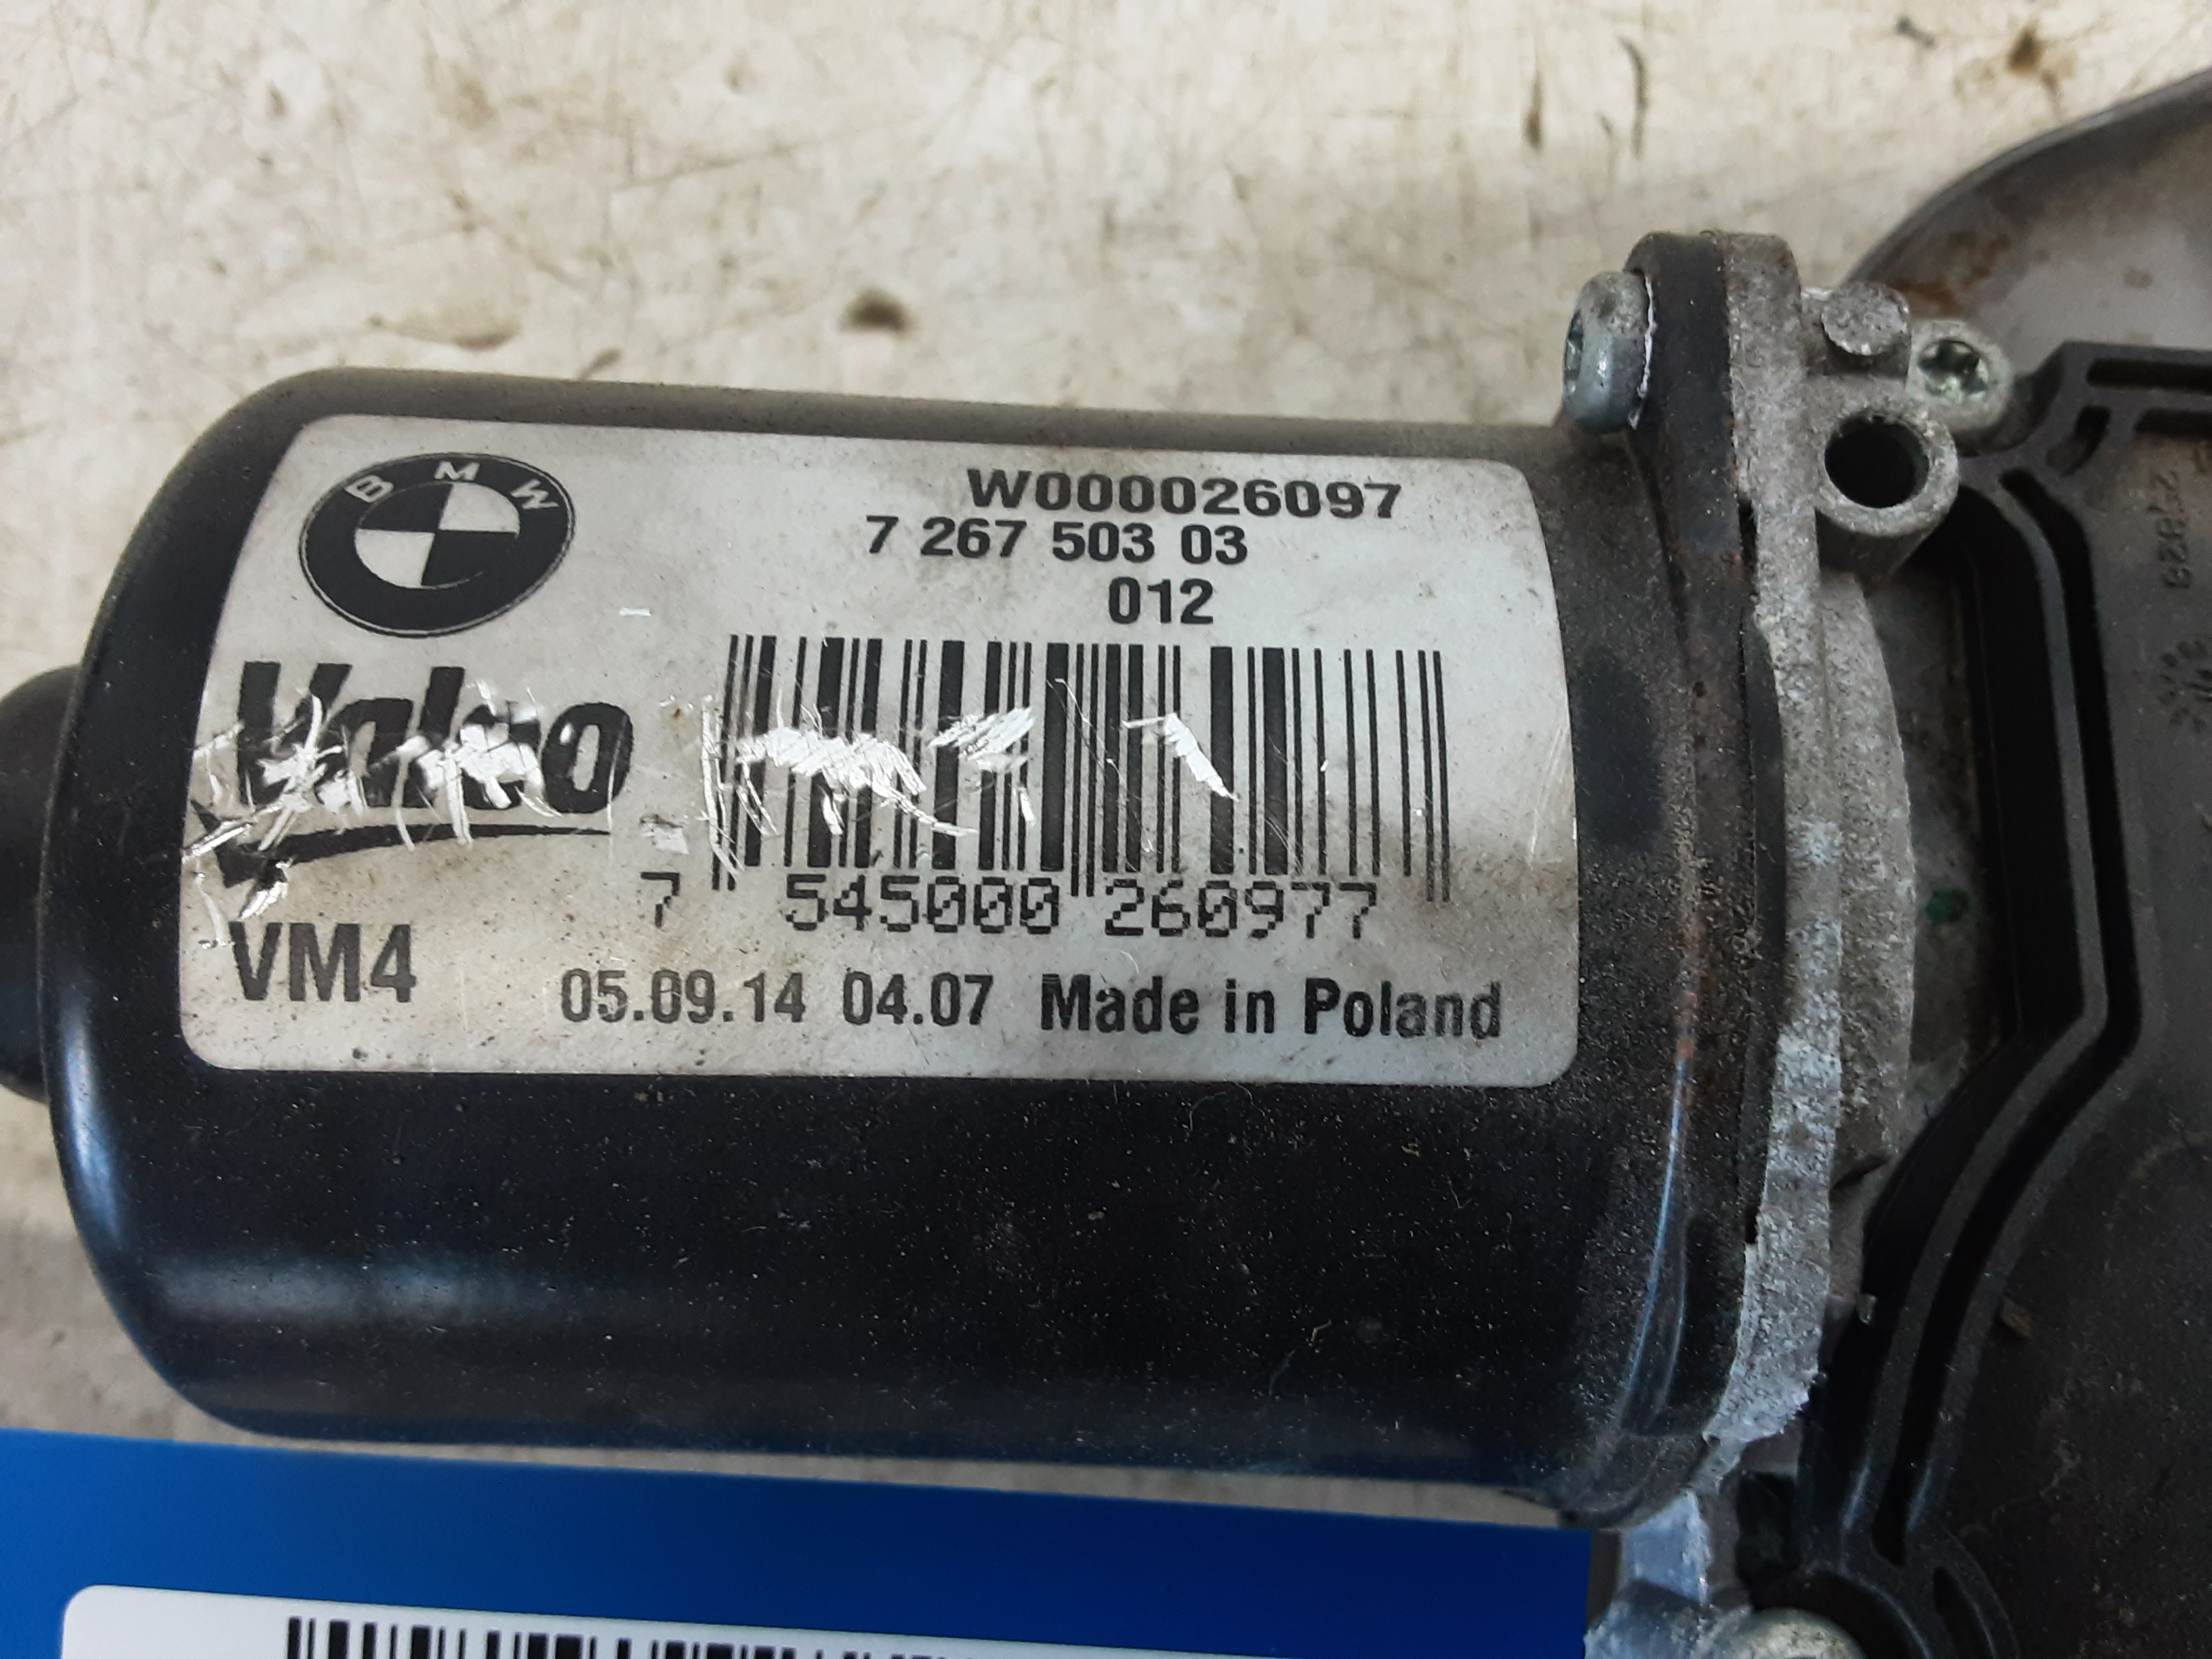 BMW
W000026097
7 267 503 03
012
Valeo
7 545000 260977
VM4
05.09.14 04.07 Made in Poland